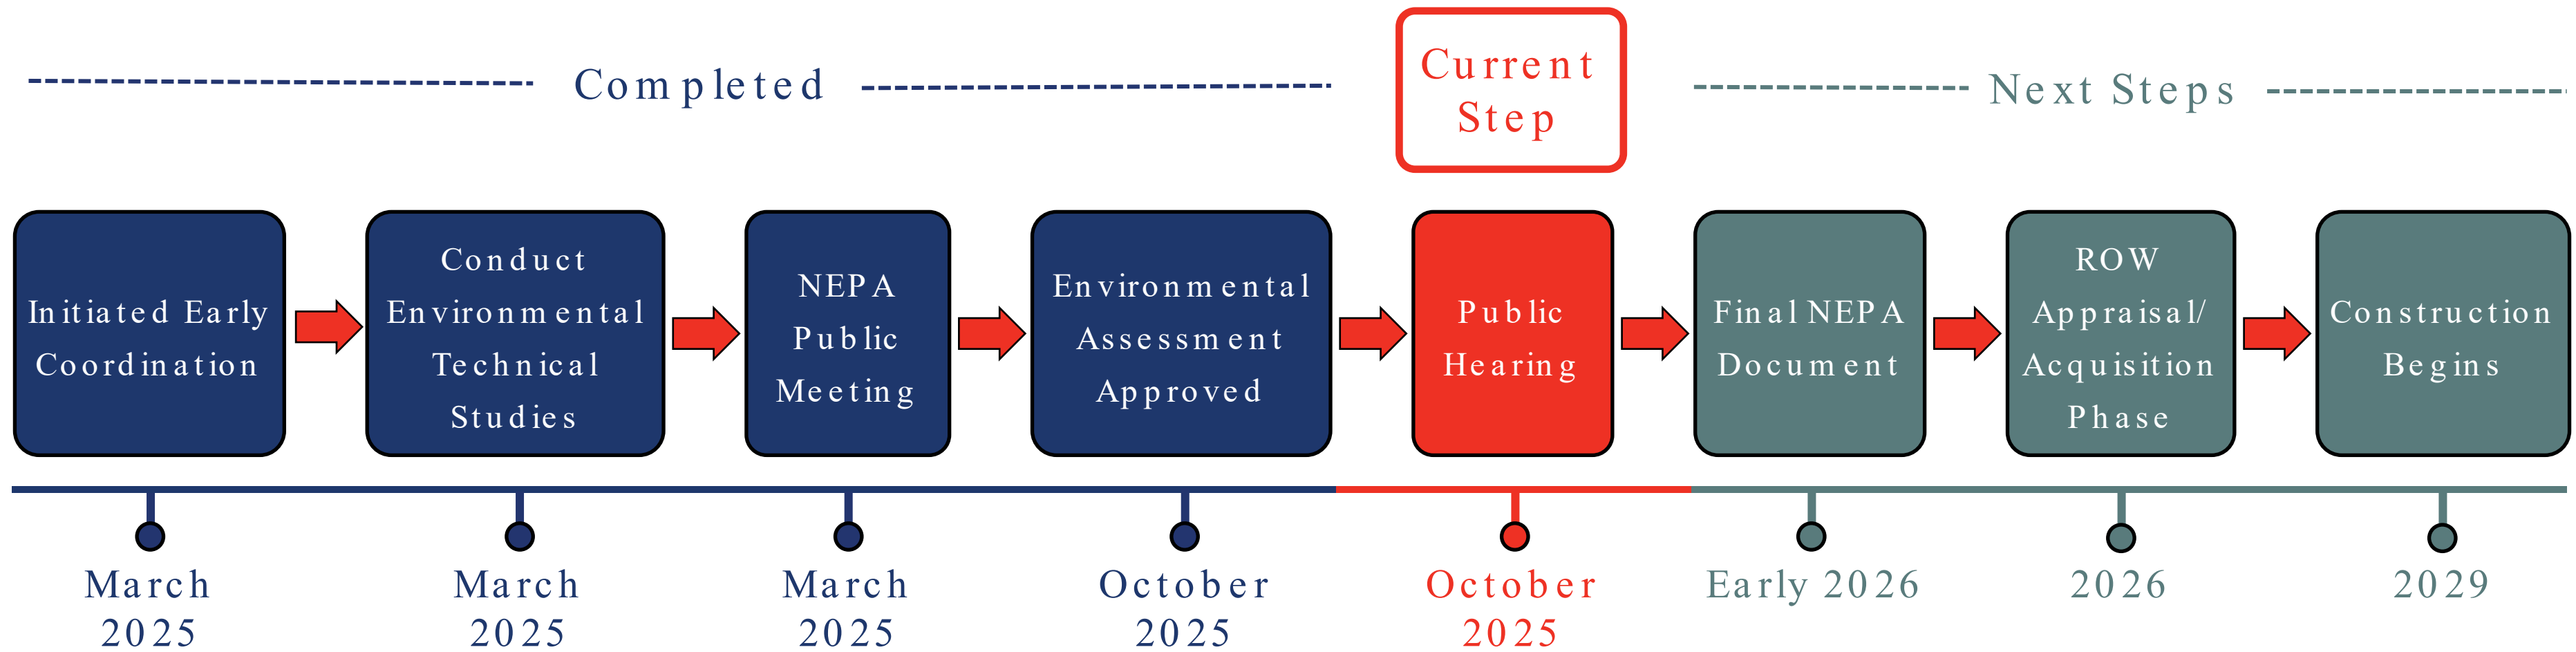 Completed
Current
Step
Next Steps
Initiated Early
Coordination
Conduct
Environmental
Technical
Studies
NEPA
Public
Meeting
Environmental
Assessment
Approved
Public
Hearing
Final NEPA
Document
ROW
Appraisal/
Acquisition
Phase
Construction
Begins
March
2025
March
2025
March
2025
October
2025
October
2025
Early 2026
2026
2029